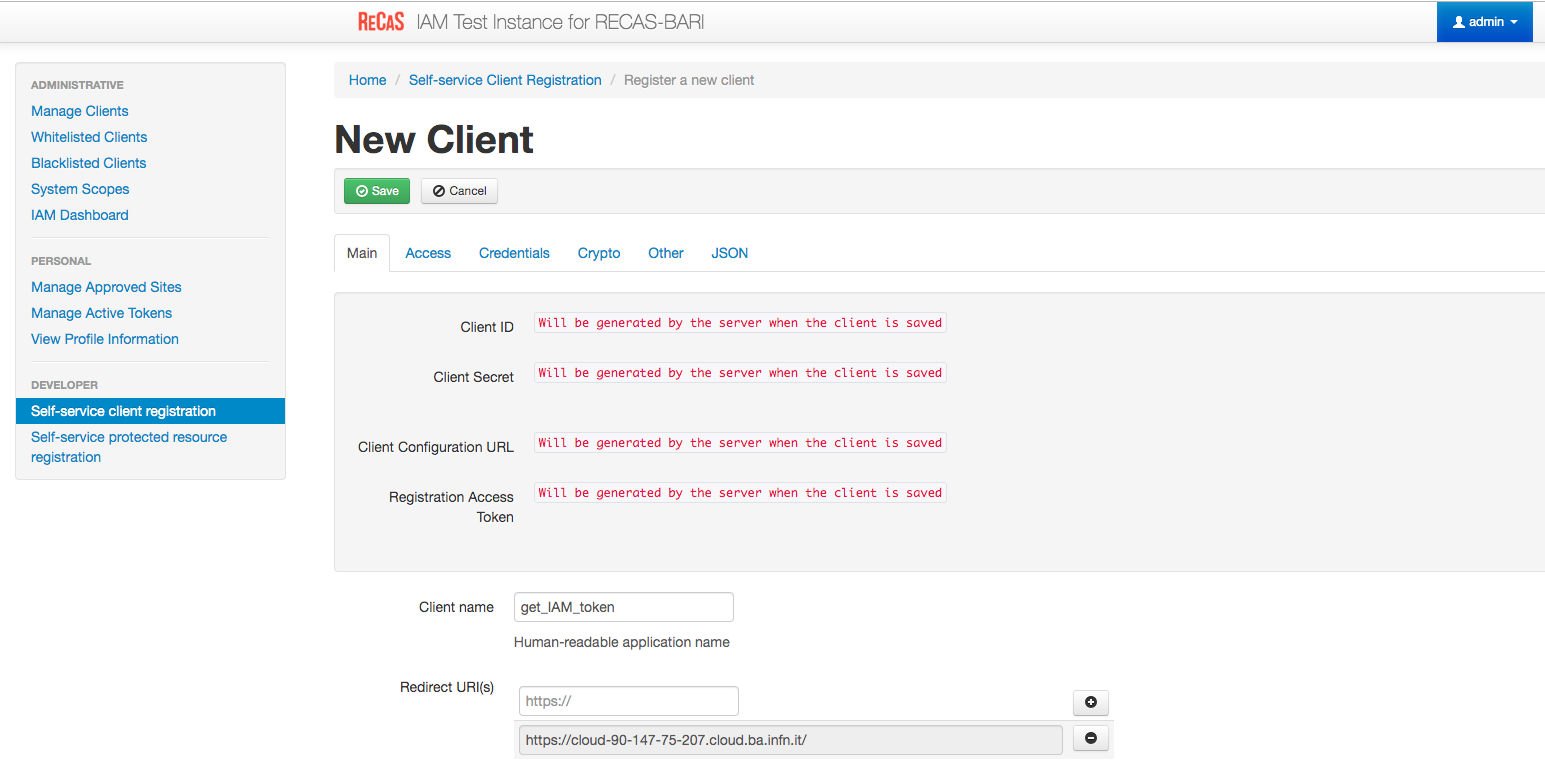 ReCaS IAM Test Instance for RECAS-BARI
admin
ADMINISTRATIVE
Manage Clients
Whitelisted Clients
Blacklisted Clients
System Scopes
IAM Dashboard
PERSONAL
Manage Approved Sites
Manage Active Tokens
View Profile Information
DEVELOPER
Self-service client registration
Self-service protected resource
registration
Home / Self-service Client Registration / Register a new client
New Client
Save Cancel
Main Access Credentials Crypto Other JSON
Client ID Will be generated by the server when the client is saved
Client Secret Will be generated by the server when the client is saved
Client Configuration URL Will be generated by the server when the client is saved
Registration Access Will be generated by the server when the client is saved
Token
Client name get_IAM_token
Human-readable application name
Redirect URI(s)
https://
https://cloud-90-147-75-207.cloud.ba.infn.it/